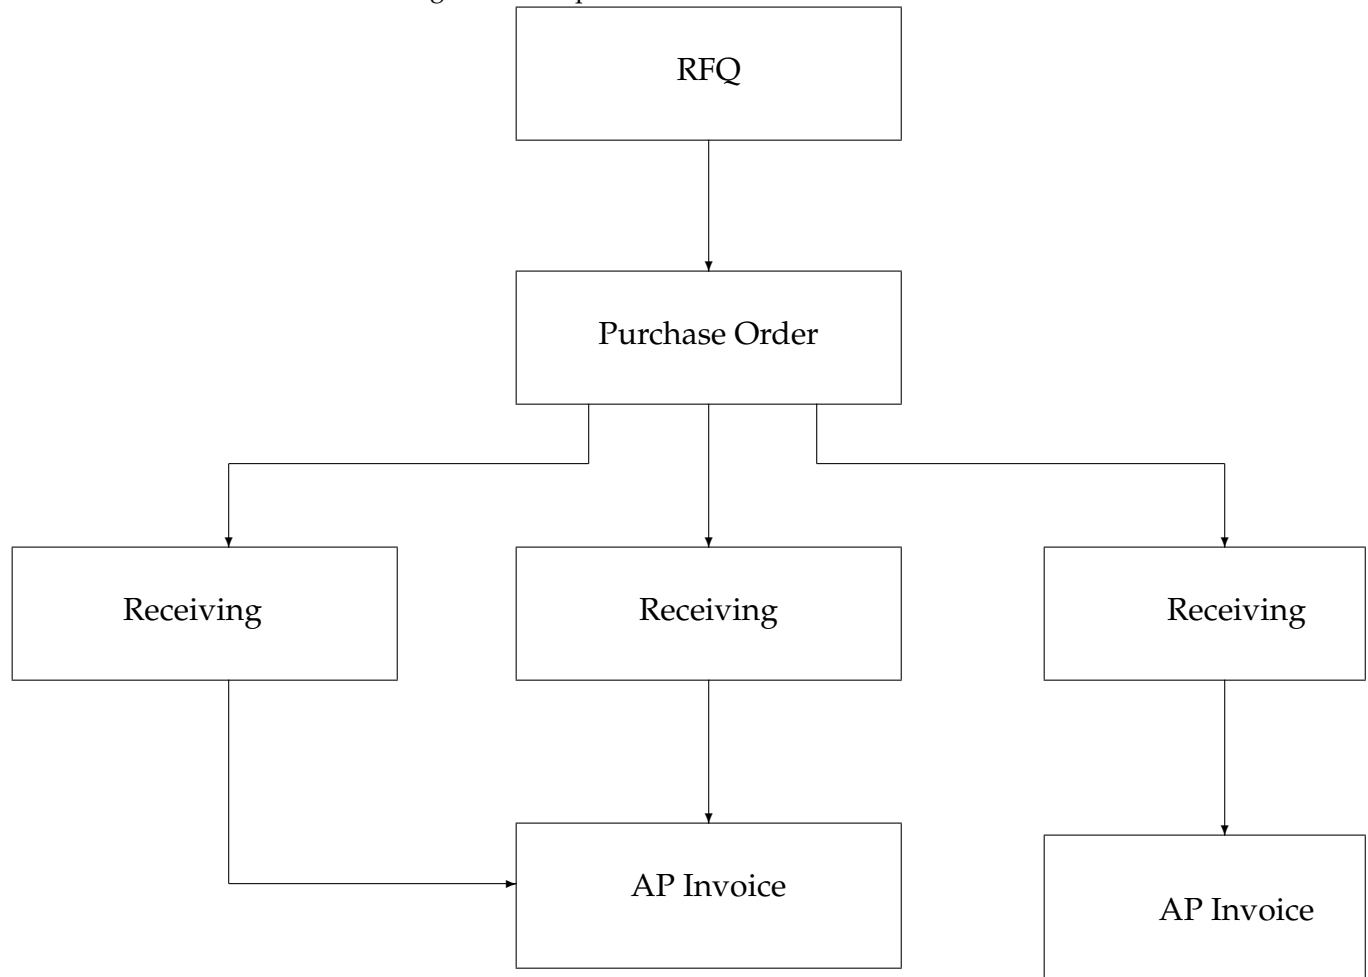 RFQ
Purchase Order
Receiving
Receiving
Receiving
AP Invoice
AP Invoice